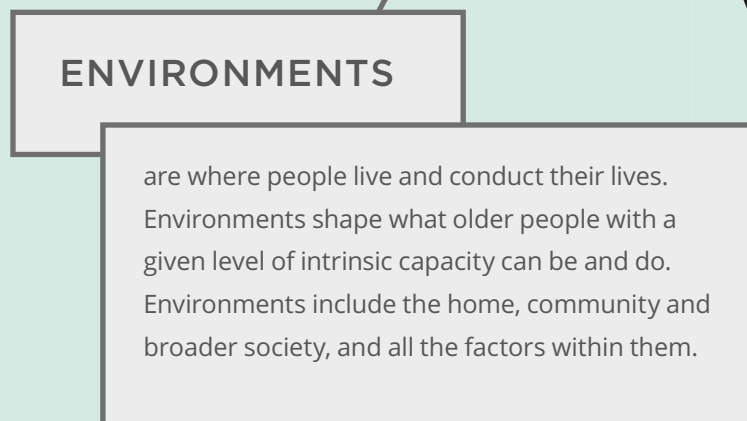 ENVIRONMENTS
are where people live and conduct their lives.
Environments shape what older people with a
given level of intrinsic capacity can be and do.
Environments include the home, community and
broader society, and all the factors within them.